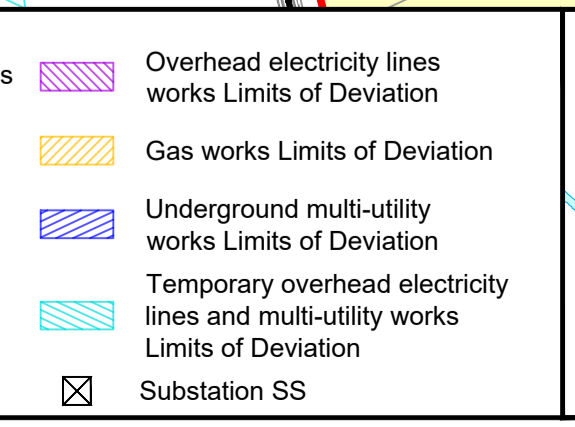 s
Overhead electricity lines
works Limits of Deviation
Gas works Limits of Deviation
Underground multi-utility
works Limits of Deviation
Temporary overhead electricity
lines and multi-utility works
Limits of Deviation
Substation SS